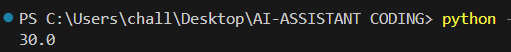 PS C:\Users\chall\Desktop\AI-ASSISTANT CODING> python -
30.0